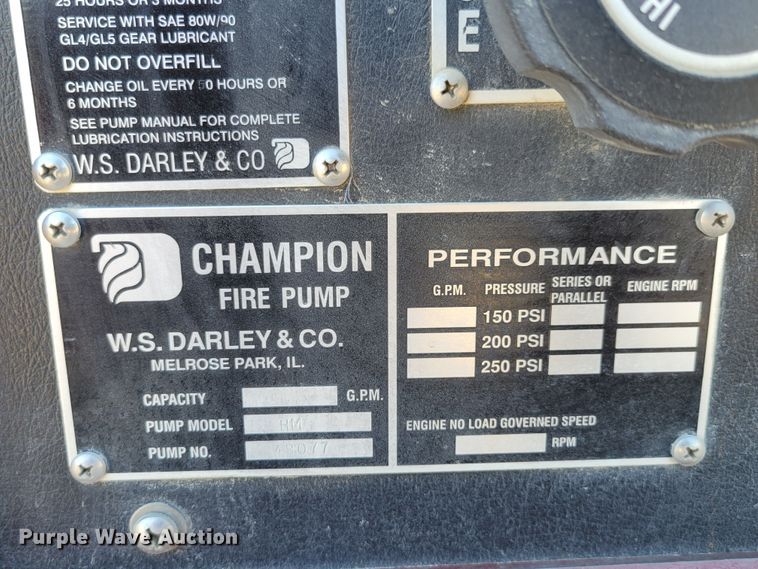 25 HOURS OR 3 MONTHS
SERVICE WITH SAE 80W/90
GL4/GL5 GEAR LUBRICANT
DO NOT OVERFILL
CHANGE OIL EVERY 50 HOURS OR
6 MONTHS
SEE PUMP MANUAL FOR COMPLETE
LUBRICATION INSTRUCTIONS
W.S. DARLEY & CO
E
HI
CHAMPION
FIRE PUMP
W.S. DARLEY & CO.
MELROSE PARK, IL.
CAPACITY G.P.M.
PUMP MODEL HM
PUMP NO. 38077
PERFORMANCE
G.P.M. PRESSURE SERIES OR PARALLEL ENGINE RPM
150 PSI
200 PSI
250 PSI
ENGINE NO LOAD GOVERNED SPEED
RPM
Purple Wave Auction